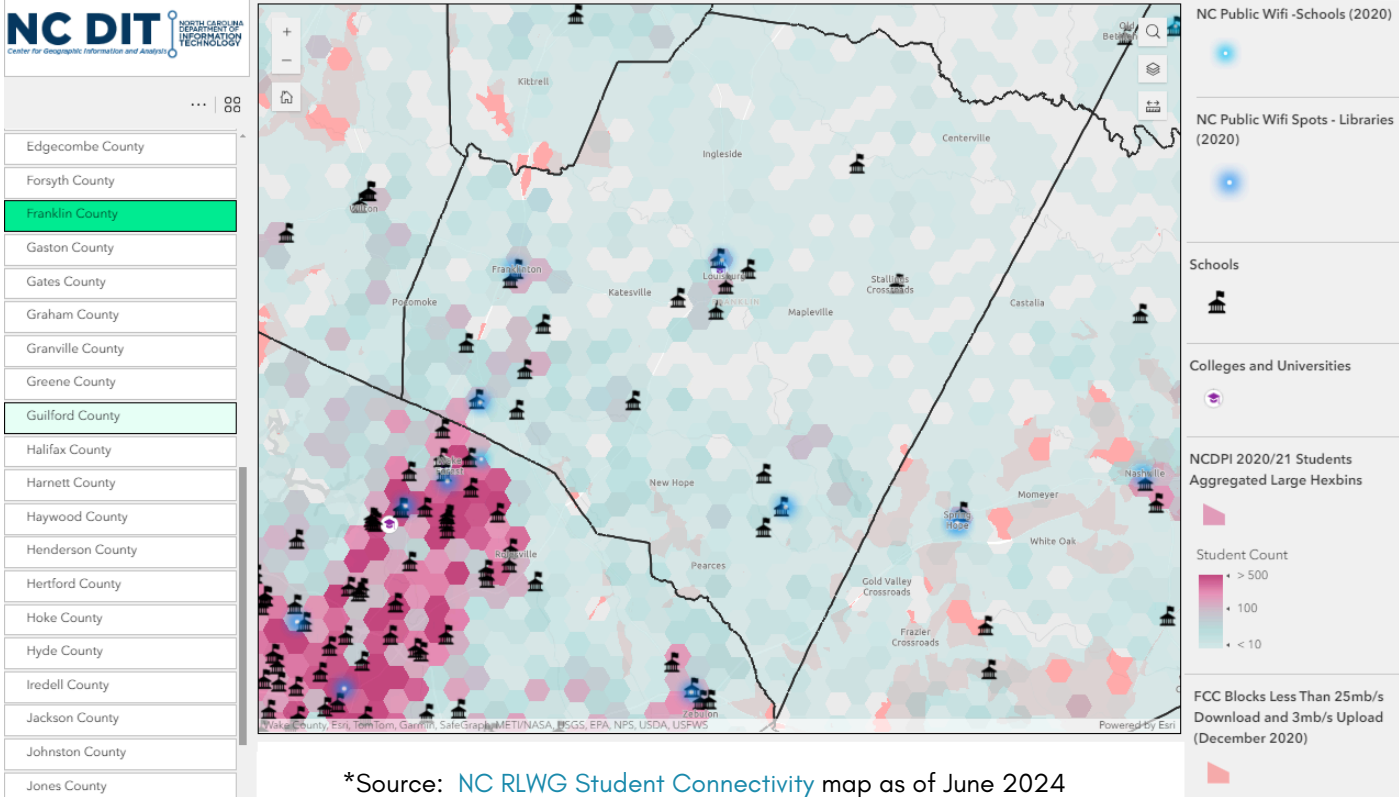 NC DIT
NORTH CAROLINA
DEPARTMENT OF
INFORMATION
TECHNOLOGY
Center for Geographic Information and Analysis
Edgecombe County
Forsyth County
Franklin County
Gaston County
Gates County
Graham County
Granville County
Greene County
Guilford County
Halifax County
Harnett County
Haywood County
Henderson County
Hertford County
Hoke County
Hyde County
Iredell County
Jackson County
Johnston County
Jones County
Old
Kittrell
Centerville
Ingleside
Wilton
Franklinton
Louisburg
Katesville
FRANKLIN
Stallings
Crossroads
Pocomoke
Mapleville
Castalia
Wake
Forest
New Hope
Nashville
Momeyer
Spring
Hope
White Oak
Rolesville
Pearces
Gold Valley
Crossroads
Frazier
Crossroads
Zebulon
Wake County, Esri, TomTom, Garmin, SafeGraph, METI/NASA, USGS, EPA, NPS, USDA, USFWS
Powered by Esri
NC Public Wifi -Schools (2020)
NC Public Wifi Spots - Libraries
(2020)
Schools
Colleges and Universities
NCDPI 2020/21 Students
Aggregated Large Hexbins
Student Count
> 500
100
< 10
FCC Blocks Less Than 25mb/s
Download and 3mb/s Upload
(December 2020)
*Source: NC RLWG Student Connectivity map as of June 2024